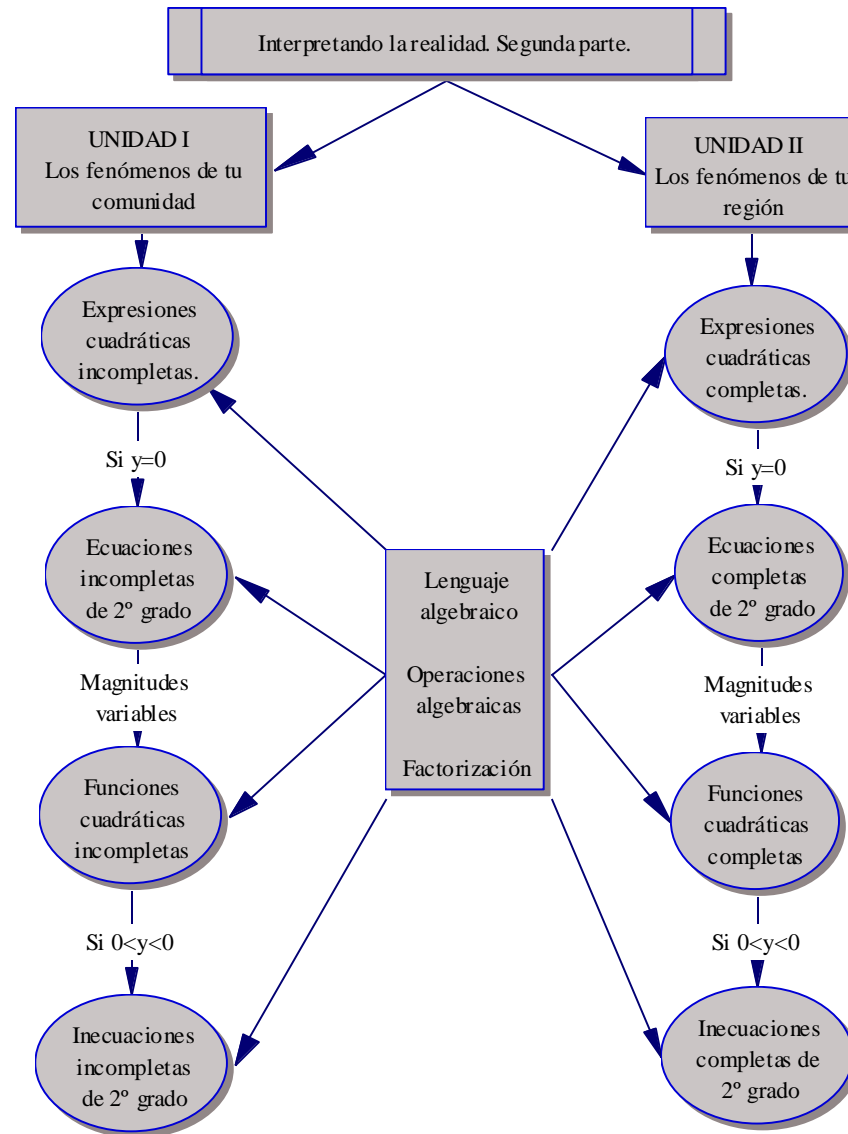 Interpretando la realidad. Segunda parte.
UNIDAD I
Los fenómenos de tu
comunidad
UNIDAD II
Los fenómenos de tu
región
Expresiones
cuadráticas
incompletas.
Si y=0
Ecuaciones
incompletas
de 2º grado
Magnitudes
variables
Funciones
cuadráticas
incompletas
Si 0<y<0
Inecuaciones
incompletas
de 2º grado
Lenguaje
algebraico
Operaciones
algebraicas
Factorización
Expresiones
cuadráticas
completas.
Si y=0
Ecuaciones
completas
de 2º grado
Magnitudes
variables
Funciones
cuadráticas
completas
Si 0<y<0
Inecuaciones
completas de
2º grado